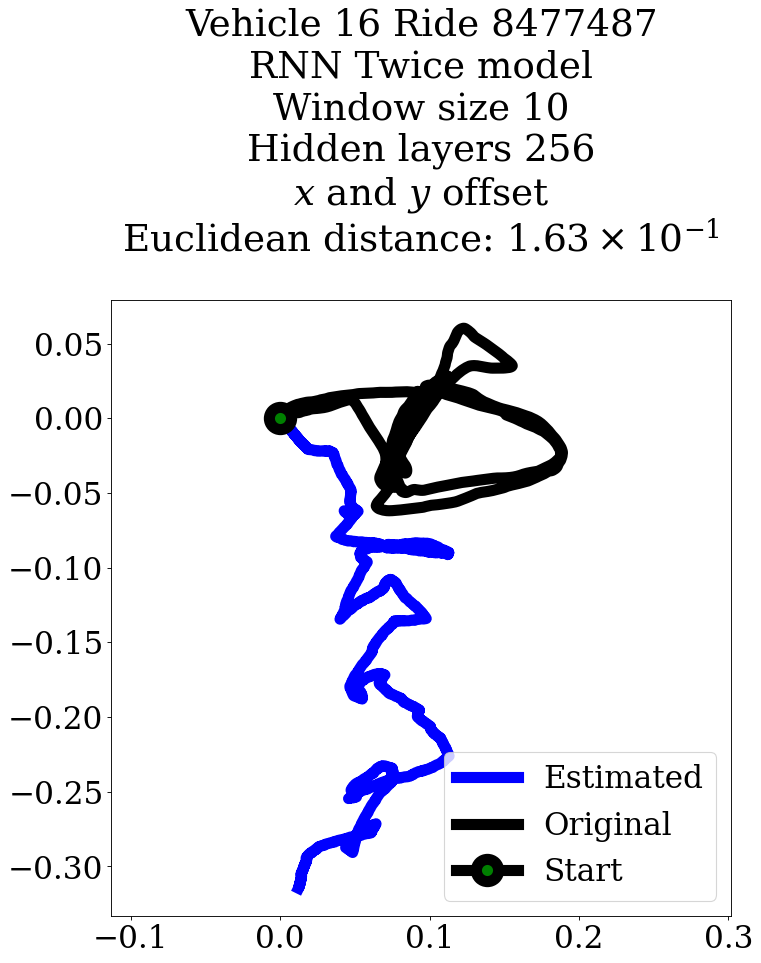 Vehicle 16 Ride 8477487
RNN Twice model
Window size 10
Hidden layers 256
x and y offset
Euclidean distance: 1.63 × 10⁻¹
0.05
0.00
−0.05
−0.10
−0.15
−0.20
−0.25
−0.30
Estimated
Original
Start
−0.1 0.0 0.1 0.2 0.3